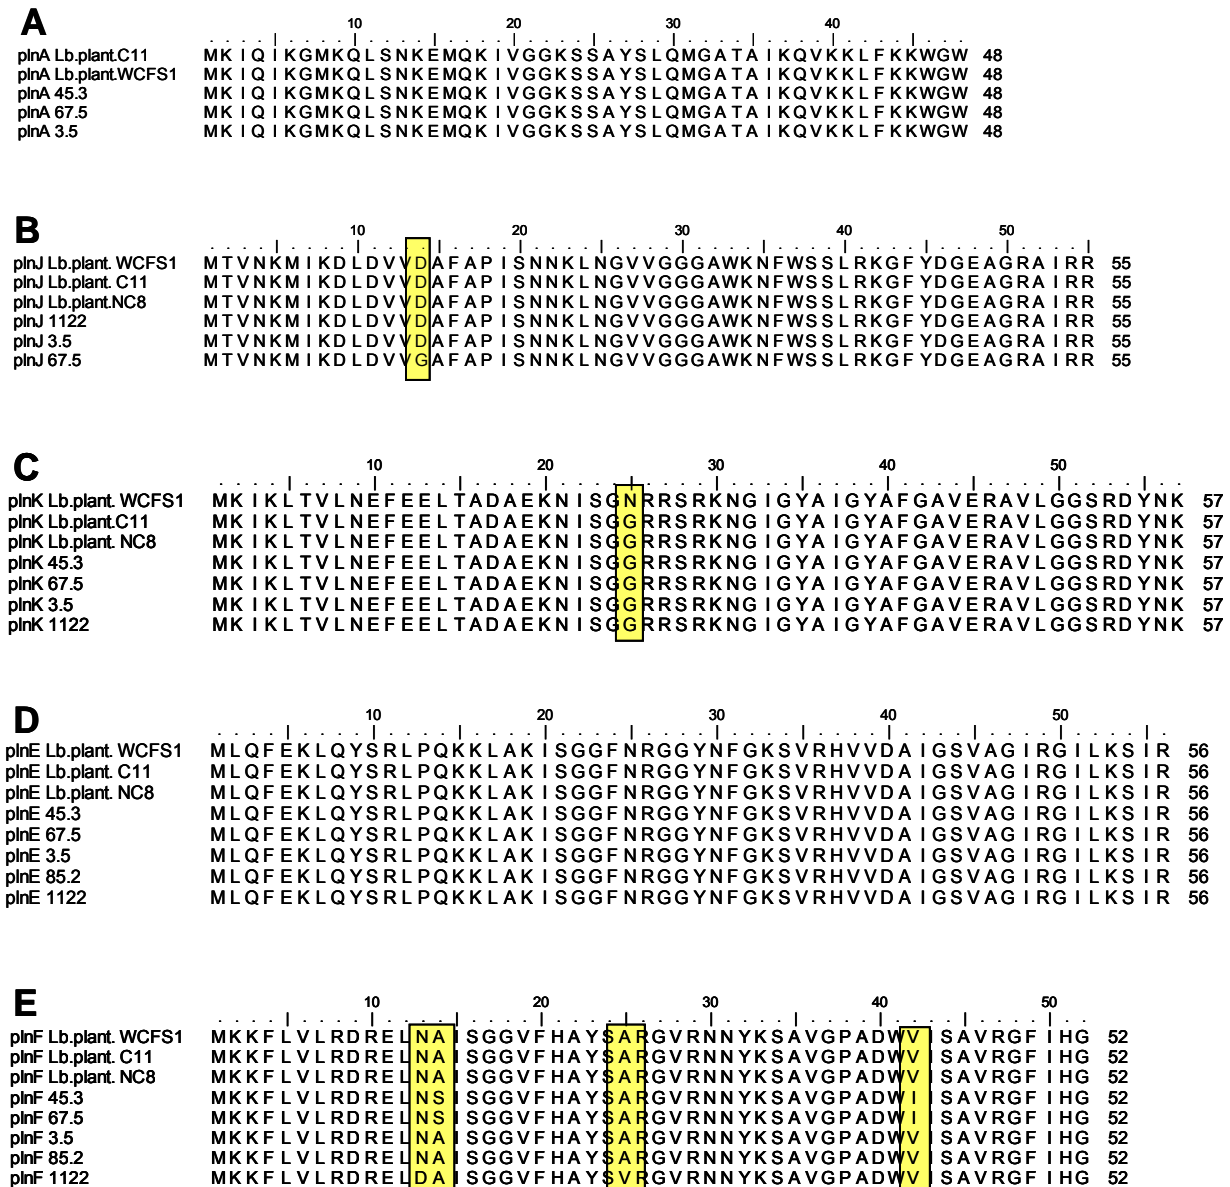 A
10 20 30 40
plnA Lb.plant.C11 MKIQIKGMKQLSNKEMQKIVGGKSSAYSLQMGATAIKQVKKLFKKWGW 48
plnA Lb.plant.WCFS1 MKIQIKGMKQLSNKEMQKIVGGKSSAYSLQMGATAIKQVKKLFKKWGW 48
plnA 45.3 MKIQIKGMKQLSNKEMQKIVGGKSSAYSLQMGATAIKQVKKLFKKWGW 48
plnA 67.5 MKIQIKGMKQLSNKEMQKIVGGKSSAYSLQMGATAIKQVKKLFKKWGW 48
plnA 3.5 MKIQIKGMKQLSNKEMQKIVGGKSSAYSLQMGATAIKQVKKLFKKWGW 48
B
10 20 30 40 50
plnJ Lb.plant. WCFS1 MTVNKMIKDLDVVDAFAPISNNKLNGVVGGGAWKNFWSSLRKGFYDGEAGRAIRR 55
plnJ Lb.plant. C11 MTVNKMIKDLDVVDAFAPISNNKLNGVVGGGAWKNFWSSLRKGFYDGEAGRAIRR 55
plnJ Lb.plant.NC8 MTVNKMIKDLDVVDAFAPISNNKLNGVVGGGAWKNFWSSLRKGFYDGEAGRAIRR 55
plnJ 1122 MTVNKMIKDLDVVDAFAPISNNKLNGVVGGGAWKNFWSSLRKGFYDGEAGRAIRR 55
plnJ 3.5 MTVNKMIKDLDVVDAFAPISNNKLNGVVGGGAWKNFWSSLRKGFYDGEAGRAIRR 55
plnJ 67.5 MTVNKMIKDLDVVGAFAPISNNKLNGVVGGGAWKNFWSSLRKGFYDGEAGRAIRR 55
C
10 20 30 40 50
plnK Lb.plant. WCFS1 MKIKLTVLNEFEELTADAEKNISGNRRSRKNGIGYAIGYAFGAVERAVLGGSRDYNK 57
plnK Lb.plant.C11 MKIKLTVLNEFEELTADAEKNISGGRRSRKNGIGYAIGYAFGAVERAVLGGSRDYNK 57
plnK Lb.plant. NC8 MKIKLTVLNEFEELTADAEKNISGGRRSRKNGIGYAIGYAFGAVERAVLGGSRDYNK 57
plnK 45.3 MKIKLTVLNEFEELTADAEKNISGGRRSRKNGIGYAIGYAFGAVERAVLGGSRDYNK 57
plnK 67.5 MKIKLTVLNEFEELTADAEKNISGGRRSRKNGIGYAIGYAFGAVERAVLGGSRDYNK 57
plnK 3.5 MKIKLTVLNEFEELTADAEKNISGGRRSRKNGIGYAIGYAFGAVERAVLGGSRDYNK 57
plnK 1122 MKIKLTVLNEFEELTADAEKNISGGRRSRKNGIGYAIGYAFGAVERAVLGGSRDYNK 57
D
10 20 30 40 50
plnE Lb.plant. WCFS1 MLQFEKLQYSRLPQKKLAKISGGFNRGGYNFGKSVRHVVDAIGSVAGIRGILKSIR 56
plnE Lb.plant. C11 MLQFEKLQYSRLPQKKLAKISGGFNRGGYNFGKSVRHVVDAIGSVAGIRGILKSIR 56
plnE Lb.plant. NC8 MLQFEKLQYSRLPQKKLAKISGGFNRGGYNFGKSVRHVVDAIGSVAGIRGILKSIR 56
plnE 45.3 MLQFEKLQYSRLPQKKLAKISGGFNRGGYNFGKSVRHVVDAIGSVAGIRGILKSIR 56
plnE 67.5 MLQFEKLQYSRLPQKKLAKISGGFNRGGYNFGKSVRHVVDAIGSVAGIRGILKSIR 56
plnE 3.5 MLQFEKLQYSRLPQKKLAKISGGFNRGGYNFGKSVRHVVDAIGSVAGIRGILKSIR 56
plnE 85.2 MLQFEKLQYSRLPQKKLAKISGGFNRGGYNFGKSVRHVVDAIGSVAGIRGILKSIR 56
plnE 1122 MLQFEKLQYSRLPQKKLAKISGGFNRGGYNFGKSVRHVVDAIGSVAGIRGILKSIR 56
E
10 20 30 40 50
plnF Lb.plant. WCFS1 MKKFLVLRDRELNAISGGVFHAYSARGVRNNYKSAVGPADWVISAVRGFIHG 52
plnF Lb.plant. C11 MKKFLVLRDRELNAISGGVFHAYSARGVRNNYKSAVGPADWVISAVRGFIHG 52
plnF Lb.plant. NC8 MKKFLVLRDRELNAISGGVFHAYSARGVRNNYKSAVGPADWVISAVRGFIHG 52
plnF 45.3 MKKFLVLRDRELNSISGGVFHAYSARGVRNNYKSAVGPADWIISAVRGFIHG 52
plnF 67.5 MKKFLVLRDRELNSISGGVFHAYSARGVRNNYKSAVGPADWIISAVRGFIHG 52
plnF 3.5 MKKFLVLRDRELNAISGGVFHAYSARGVRNNYKSAVGPADWVISAVRGFIHG 52
plnF 85.2 MKKFLVLRDRELNAISGGVFHAYSARGVRNNYKSAVGPADWVISAVRGFIHG 52
plnF 1122 MKKFLVLRDRELDAISGGVFHAYSVRGVRNNYKSAVGPADWVISAVRGFIHG 52